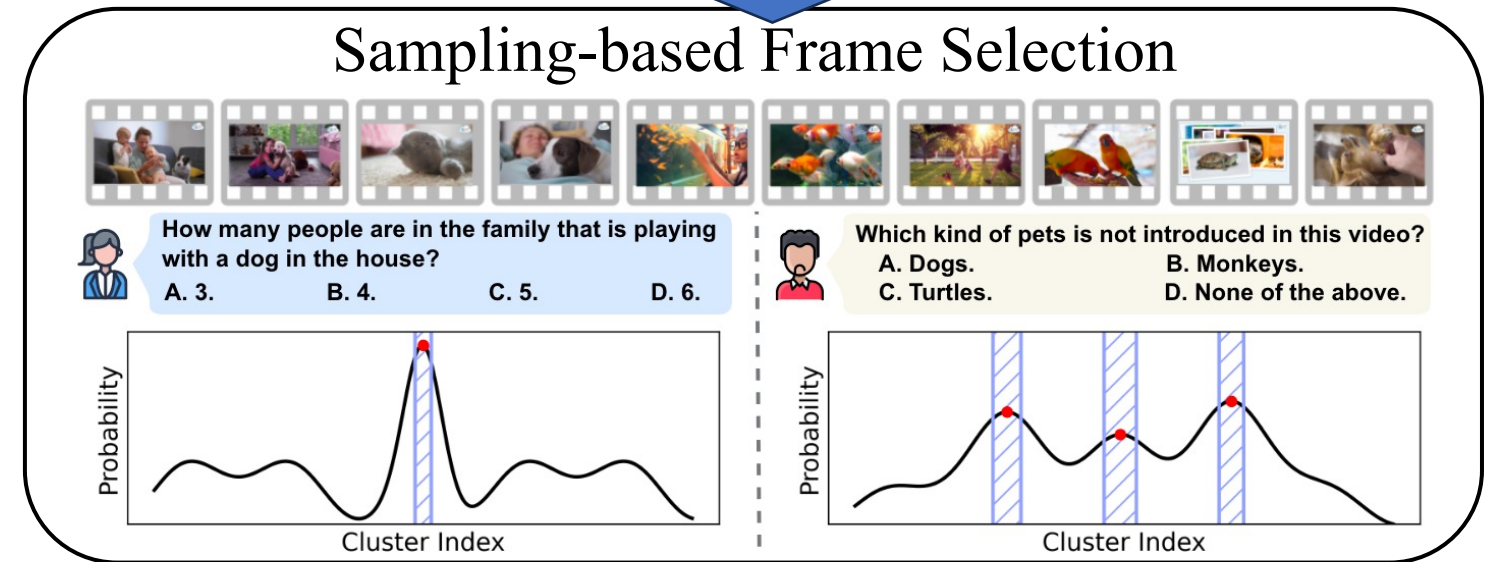 Sampling-based Frame Selection
How many people are in the family that is playing
with a dog in the house?
A. 3. B. 4. C. 5. D. 6.
Which kind of pets is not introduced in this video?
A. Dogs. B. Monkeys.
C. Turtles. D. None of the above.
Probability
Cluster Index
Probability
Cluster Index